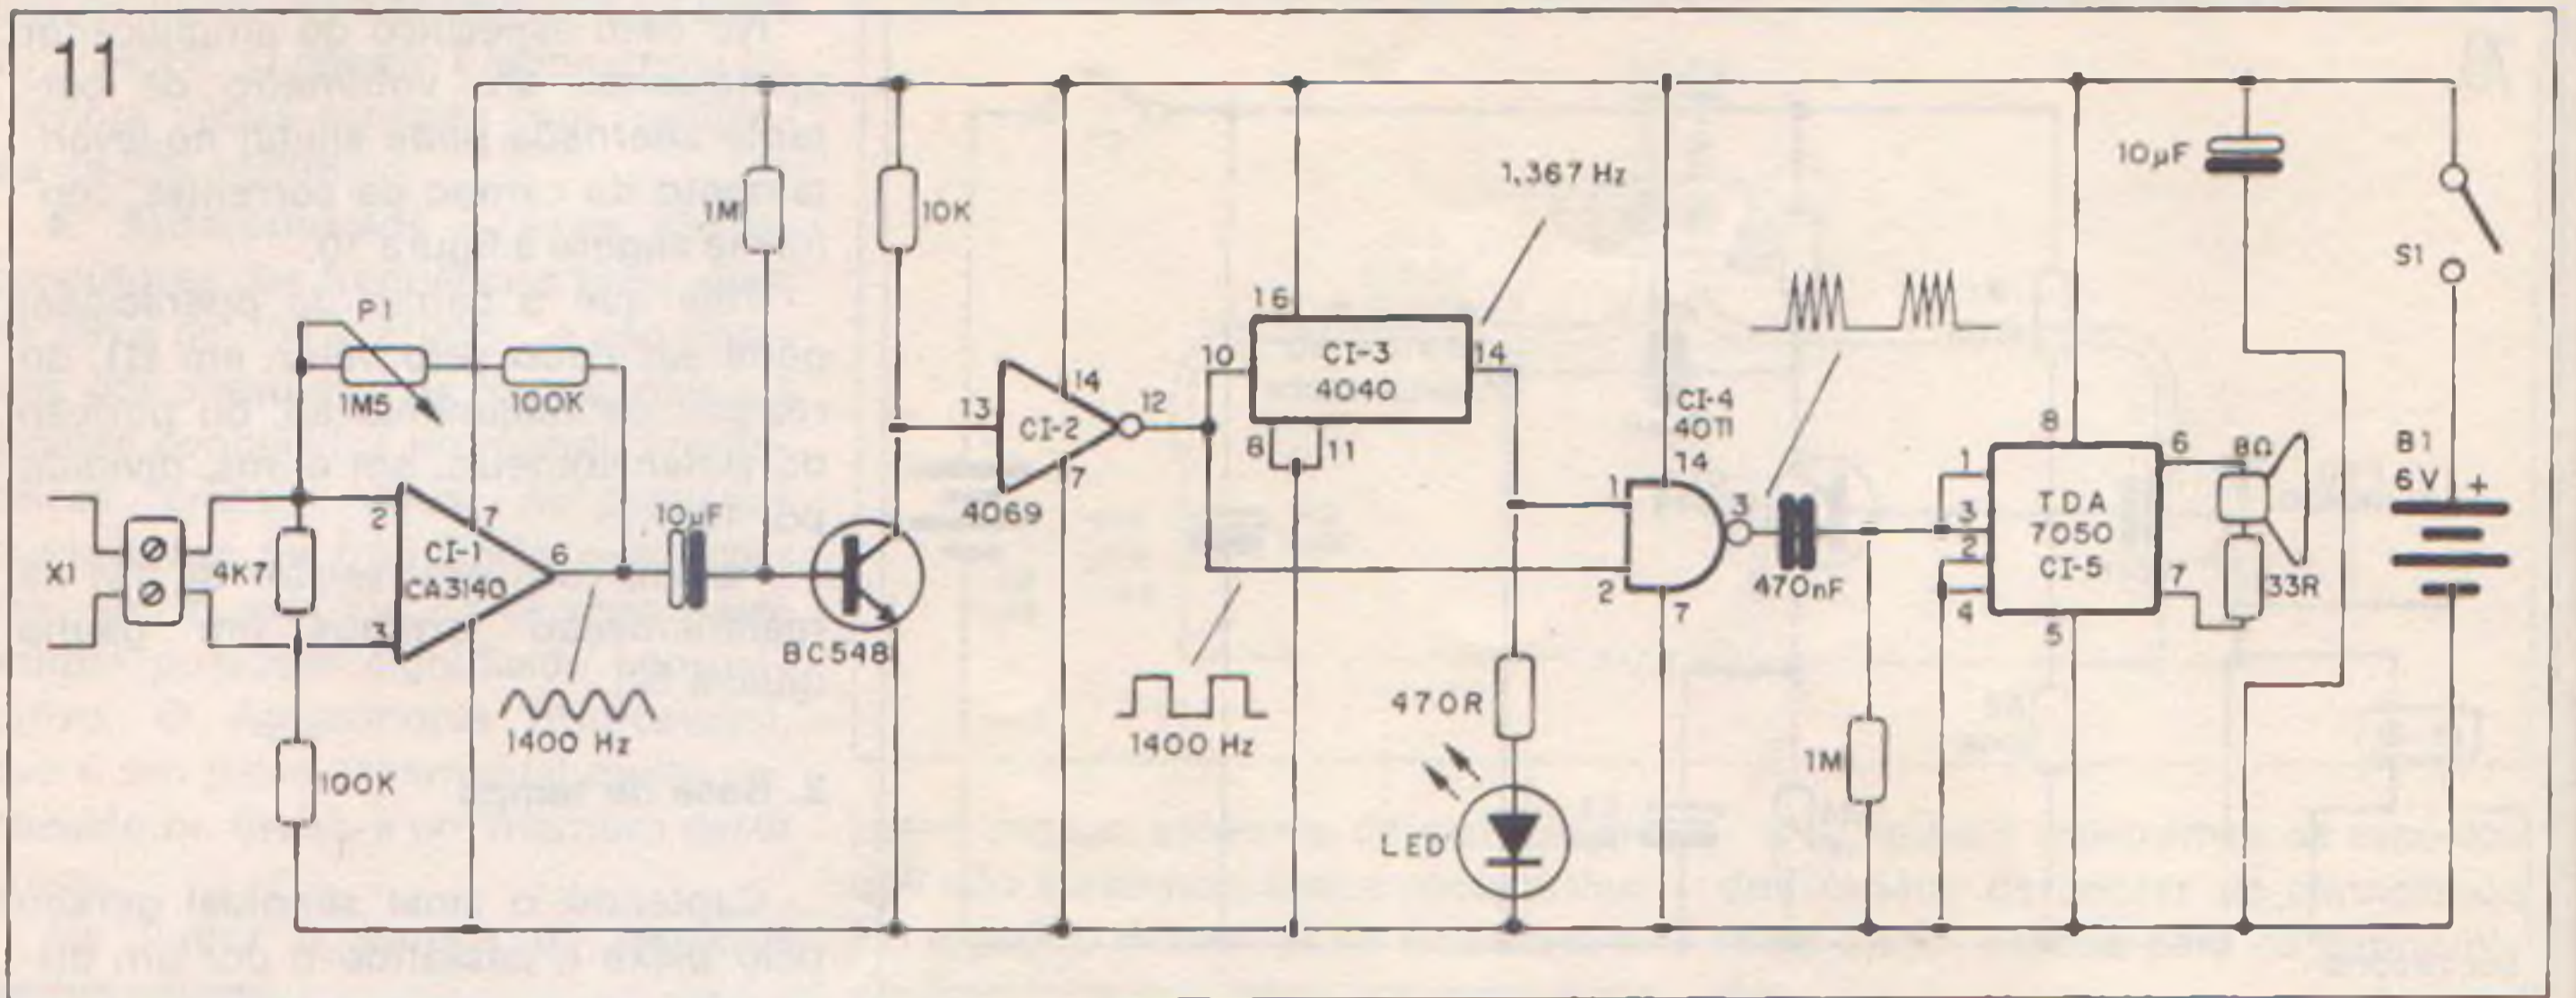 11
P1
1M5
100K
X1
4K7
2
3
7
CI-1
CA3140
6
1400 Hz
100K
10µF
1M
10K
BC548
13
14
CI-2
12
7
4069
1400 Hz
16
10
CI-3
4040
14
8
11
1,367 Hz
470R
LED
CI-4
4011
14
1
2
3
7
470nF
1M
8
1
3
2
4
TDA
7050
CI-5
5
6
7
8Ω
33R
10µF
S1
B1
6V
+